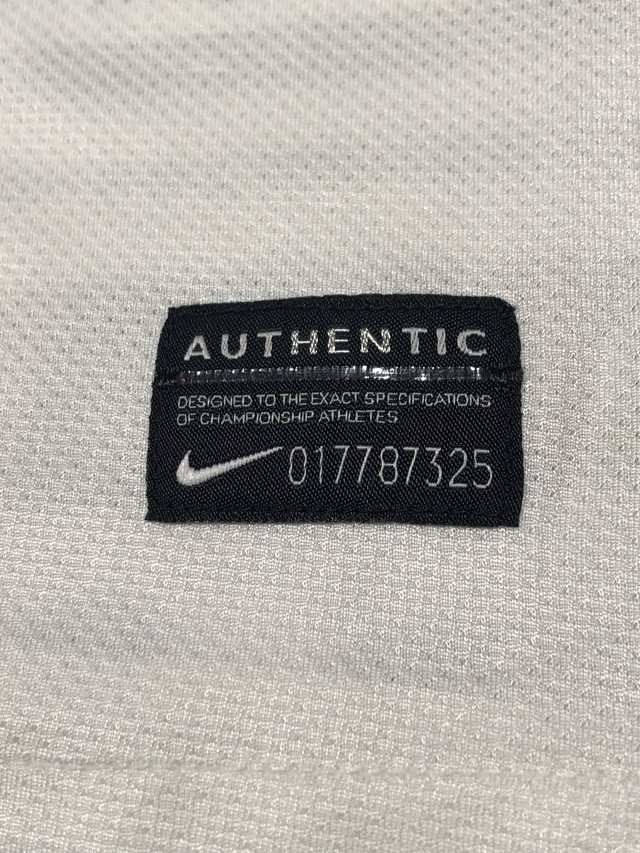 AUTHENTIC
DESIGNED TO THE EXACT SPECIFICATIONS
OF CHAMPIONSHIP ATHLETES
017787325